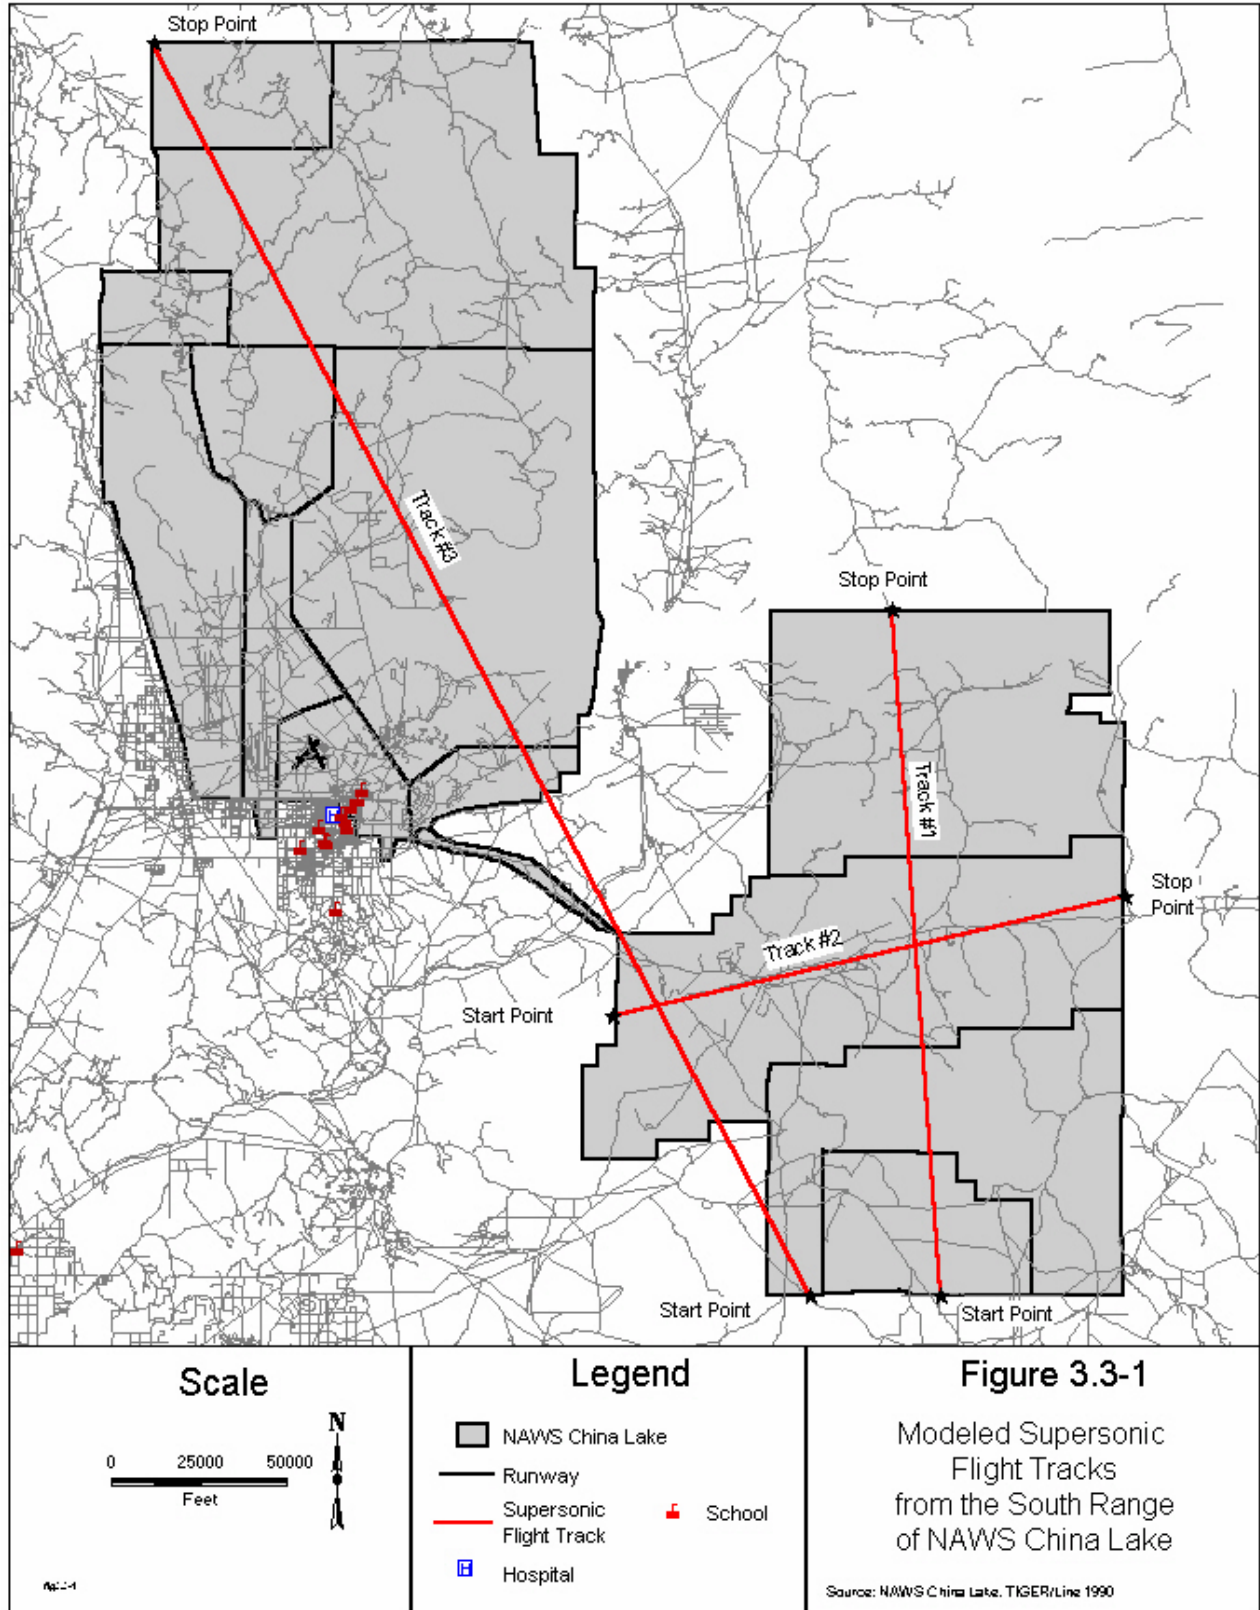 Stop Point
Track #3
Stop Point
Track #1
Stop
Point
Track #2
Start Point
Start Point
Start Point
Scale
N
0 25000 50000
Feet
Legend
NAWS China Lake
Runway
Supersonic
Flight Track
School
H Hospital
Figure 3.3-1
Modeled Supersonic
Flight Tracks
from the South Range
of NAWS China Lake
Source: NAWS China Lake, TIGER/Line 1990